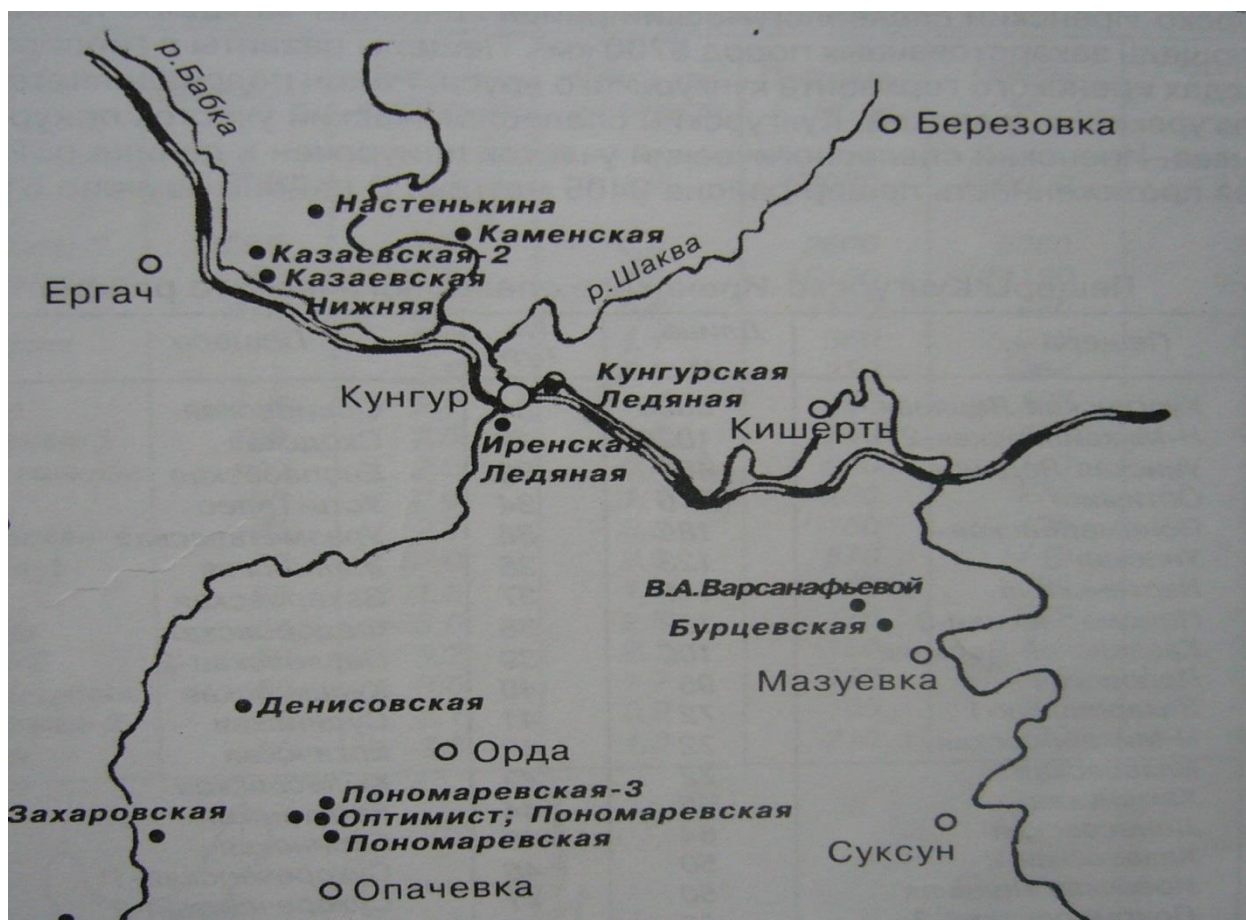 р.Бабка
Березовка
Настенькина
Каменская
Казаевская-2
р.Шаква
Казаевская
Нижняя
Ергач
Кунгурская
Ледяная
Кунгур
Кишерть
Иренская
Ледяная
В.А.Варсанафьевой
Бурцевская
Мазуевка
Денисовская
Орда
Пономаревская-3
Захаровская
Оптимист; Пономаревская
Пономаревская
Суксун
Опачевка